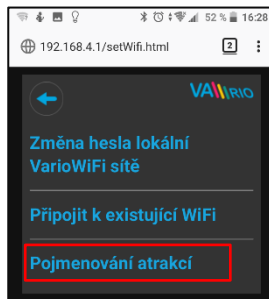 52 % 16:28
192.168.4.1/setWifi.html 2
VARIO
Změna hesla lokální
VarioWiFi sítě
Připojit k existující WiFi
Pojmenování atrakcí